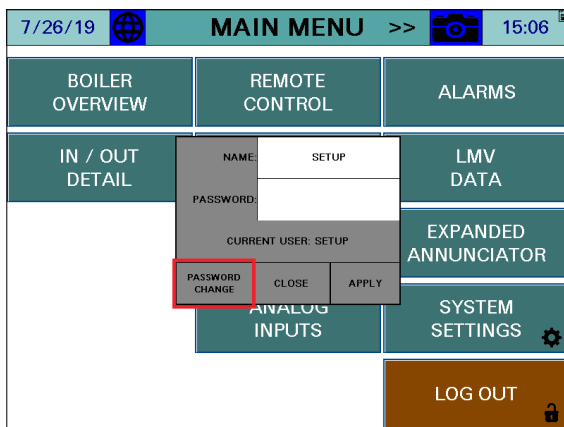 7/26/19
MAIN MENU
>>
15:06
BOILER
OVERVIEW
REMOTE
CONTROL
ALARMS
IN / OUT
DETAIL
LMV
DATA
NAME:
SETUP
PASSWORD:
CURRENT USER: SETUP
PASSWORD
CHANGE
CLOSE
APPLY
EXPANDED
ANNUNCIATOR
ANALOG
INPUTS
SYSTEM
SETTINGS
LOG OUT